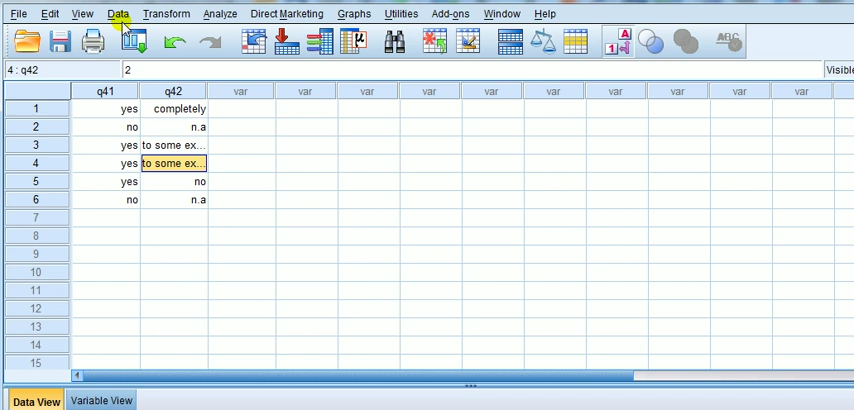 File Edit View Data Transform Analyze Direct Marketing Graphs Utilities Add-ons Window Help
A
1
ABC
4 : q42 2 Visible
q41 q42 var var var var var var var var var var
1 yes completely
2 no n.a
3 yes to some ex...
4 yes to some ex...
5 yes no
6 no n.a
7
8
9
10
11
12
13
14
15
Data View Variable View